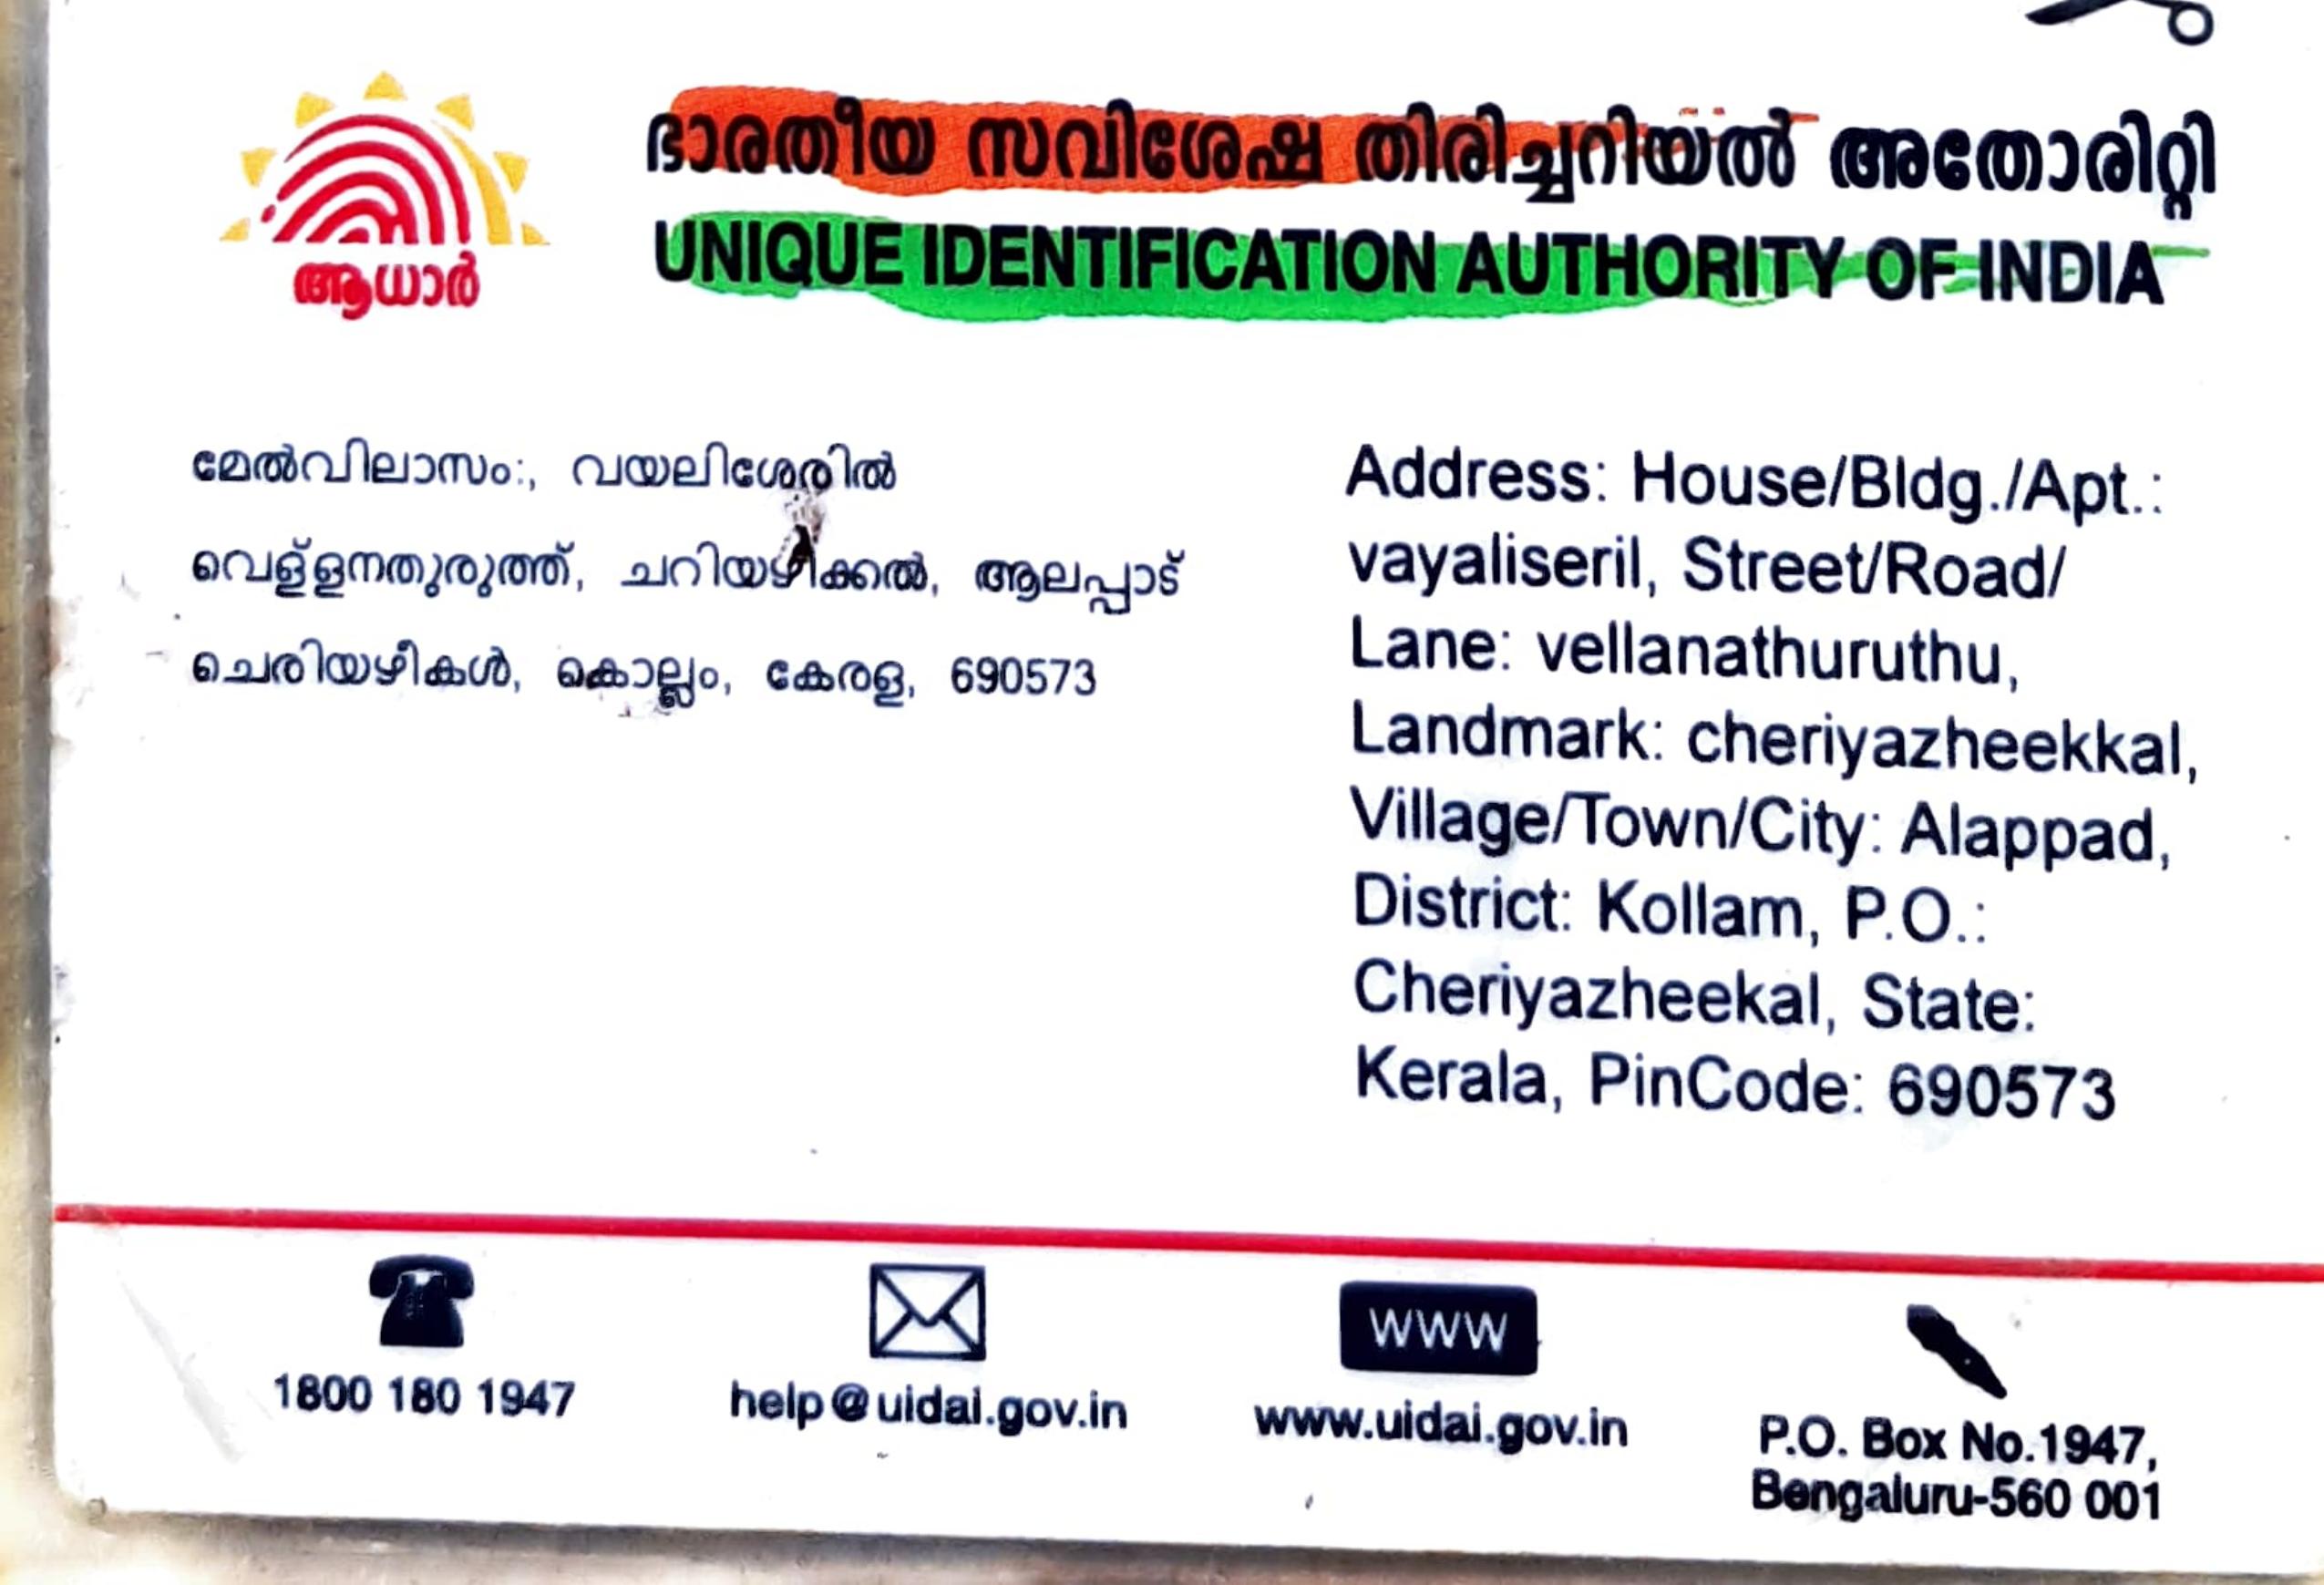 ആധാർ
ഭാരതീയ സവിശേഷ തിരിച്ചറിയൽ അതോരിറ്റി
UNIQUE IDENTIFICATION AUTHORITY OF INDIA
മേൽവിലാസം:, വയലിശേരിൽ
വെള്ളനതുരുത്ത്, ചറിയഴീക്കൽ, ആലപ്പാട്
ചെരിയഴീകൾ, കൊല്ലം, കേരള, 690573
Address: House/Bldg./Apt.:
vayaliseril, Street/Road/
Lane: vellanathuruthu,
Landmark: cheriyazheekkal,
Village/Town/City: Alappad,
District: Kollam, P.O.:
Cheriyazheekal, State:
Kerala, PinCode: 690573
1800 180 1947
help@uidai.gov.in
WWW
www.uidai.gov.in
P.O. Box No.1947,
Bengaluru-560 001